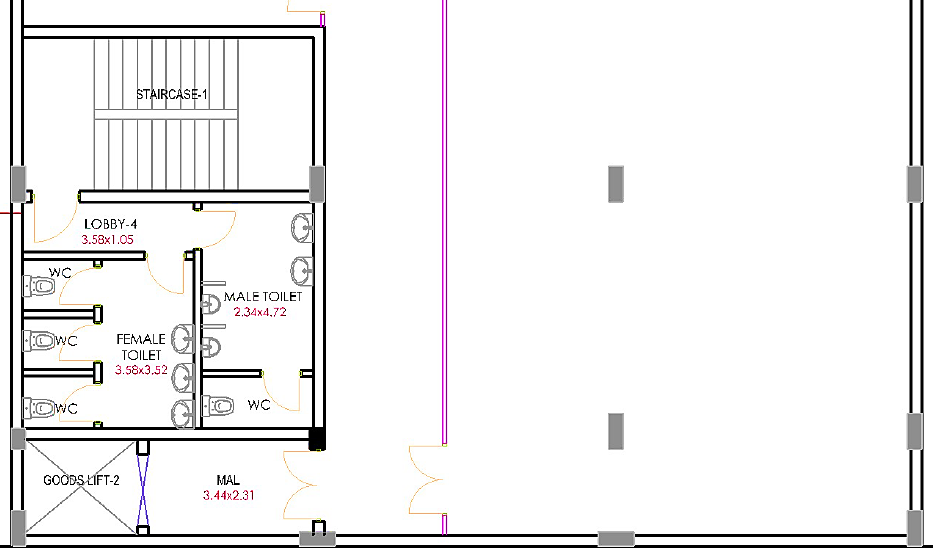 STAIRCASE-1
LOBBY-4
3.58x1.05
WC
MALE TOILET
2.34x4.72
WC
FEMALE
TOILET
3.58x3.52
WC
WC
GOODS LIFT-2
MAL
3.44x2.31